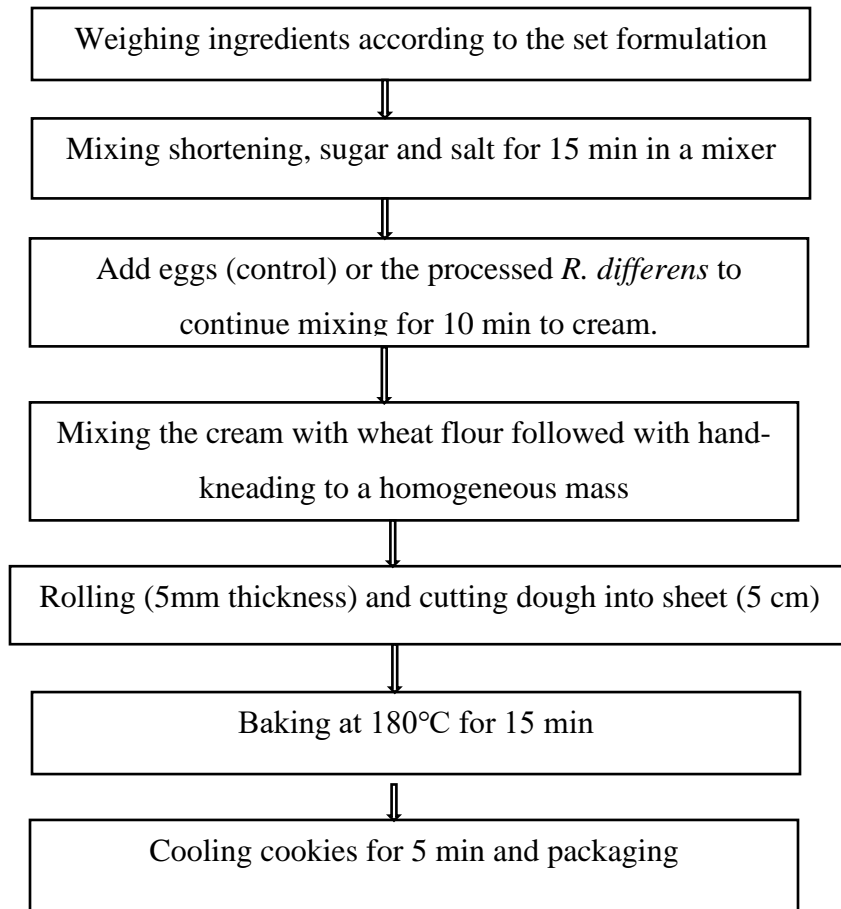 Weighing ingredients according to the set formulation
Mixing shortening, sugar and salt for 15 min in a mixer
Add eggs (control) or the processed R. differens to
continue mixing for 10 min to cream.
Mixing the cream with wheat flour followed with hand-
kneading to a homogeneous mass
Rolling (5mm thickness) and cutting dough into sheet (5 cm)
Baking at 180℃ for 15 min
Cooling cookies for 5 min and packaging